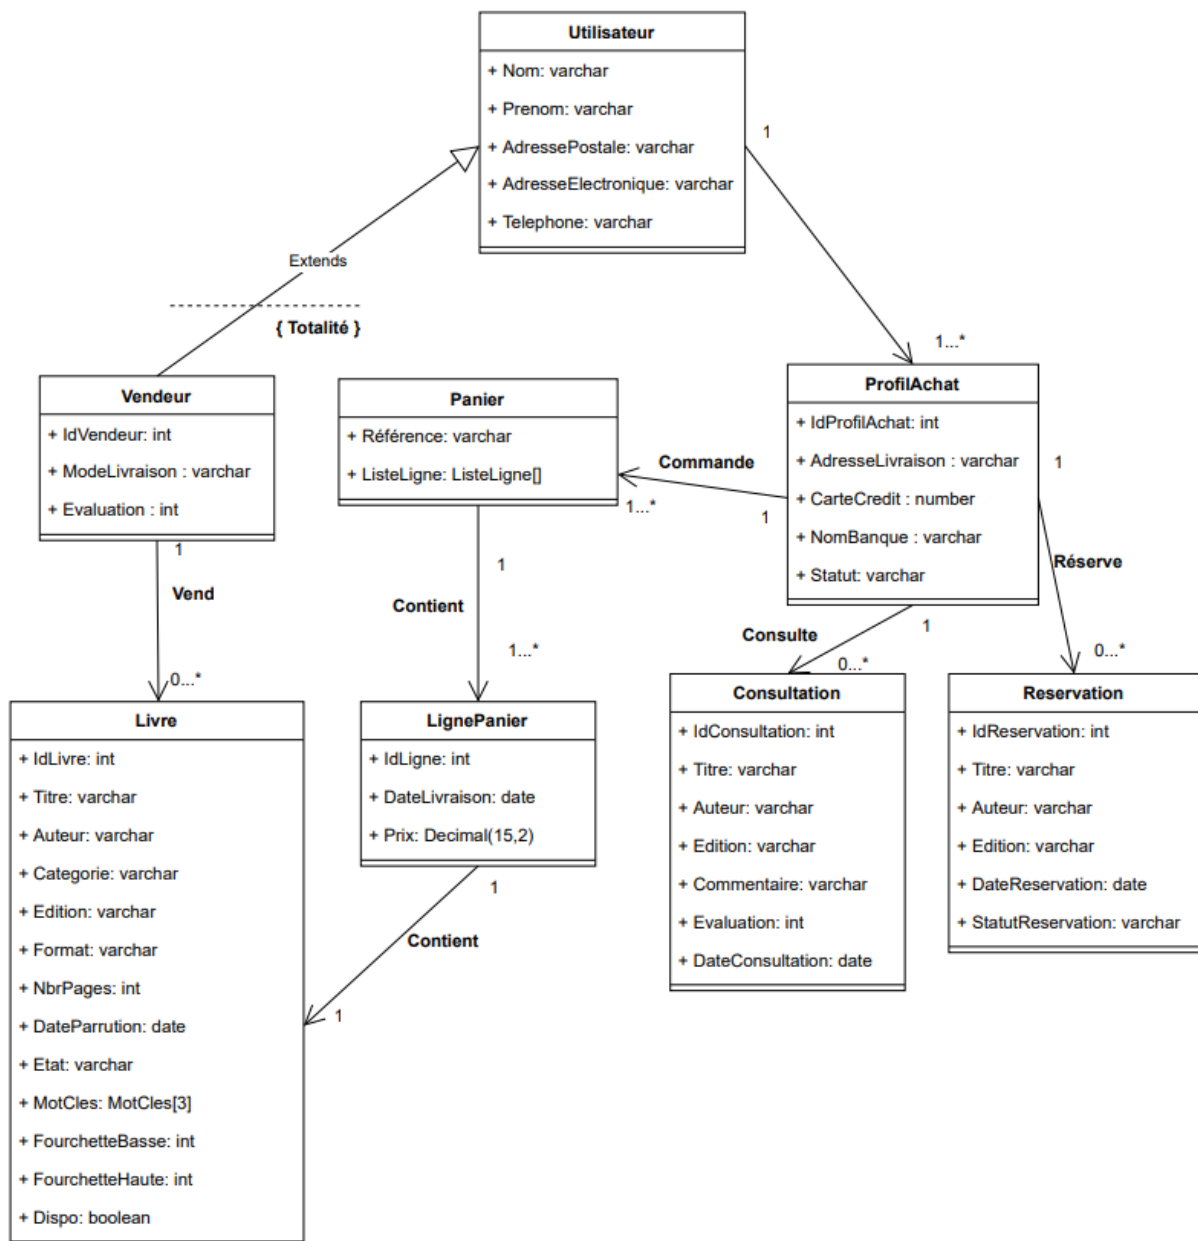 Utilisateur
+ Nom: varchar
+ Prenom: varchar
+ AdressePostale: varchar
+ AdresseElectronique: varchar
+ Telephone: varchar
1
Extends
{ Totalité }
1...*
Vendeur
+ IdVendeur: int
+ ModeLivraison : varchar
+ Evaluation : int
1
Vend
0...*
Panier
+ Référence: varchar
+ ListeLigne: ListeLigne[]
1
Contient
1...*
Commande
1...*
1
ProfilAchat
+ IdProfilAchat: int
+ AdresseLivraison : varchar
+ CarteCredit : number
+ NomBanque : varchar
+ Statut: varchar
1
Réserve
0...*
Consulte
1
0...*
Livre
+ IdLivre: int
+ Titre: varchar
+ Auteur: varchar
+ Categorie: varchar
+ Edition: varchar
+ Format: varchar
+ NbrPages: int
+ DateParrution: date
+ Etat: varchar
+ MotCles: MotCles[3]
+ FourchetteBasse: int
+ FourchetteHaute: int
+ Dispo: boolean
LignePanier
+ IdLigne: int
+ DateLivraison: date
+ Prix: Decimal(15,2)
1
Contient
1
Consultation
+ IdConsultation: int
+ Titre: varchar
+ Auteur: varchar
+ Edition: varchar
+ Commentaire: varchar
+ Evaluation: int
+ DateConsultation: date
Reservation
+ IdReservation: int
+ Titre: varchar
+ Auteur: varchar
+ Edition: varchar
+ DateReservation: date
+ StatutReservation: varchar